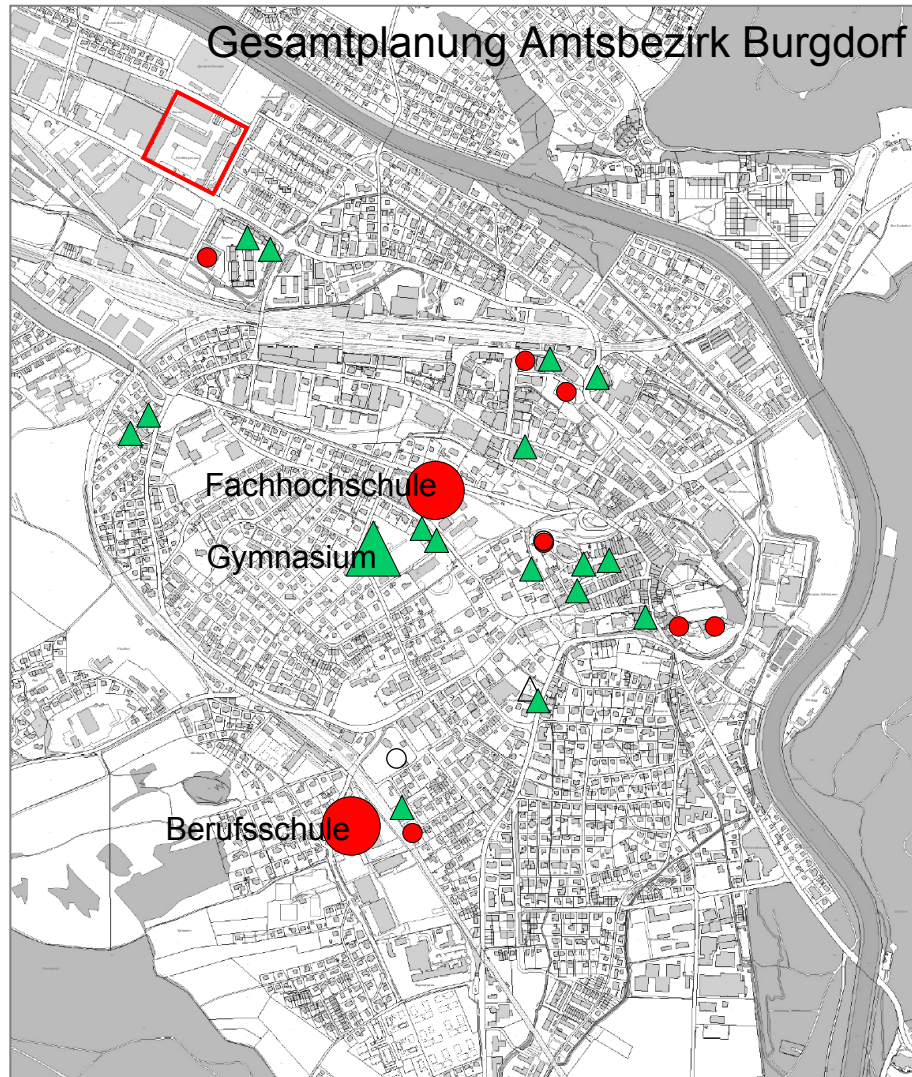 Gesamtplanung Amtsbezirk Burgdorf
Fachhochschule
Gymnasium
Berufsschule